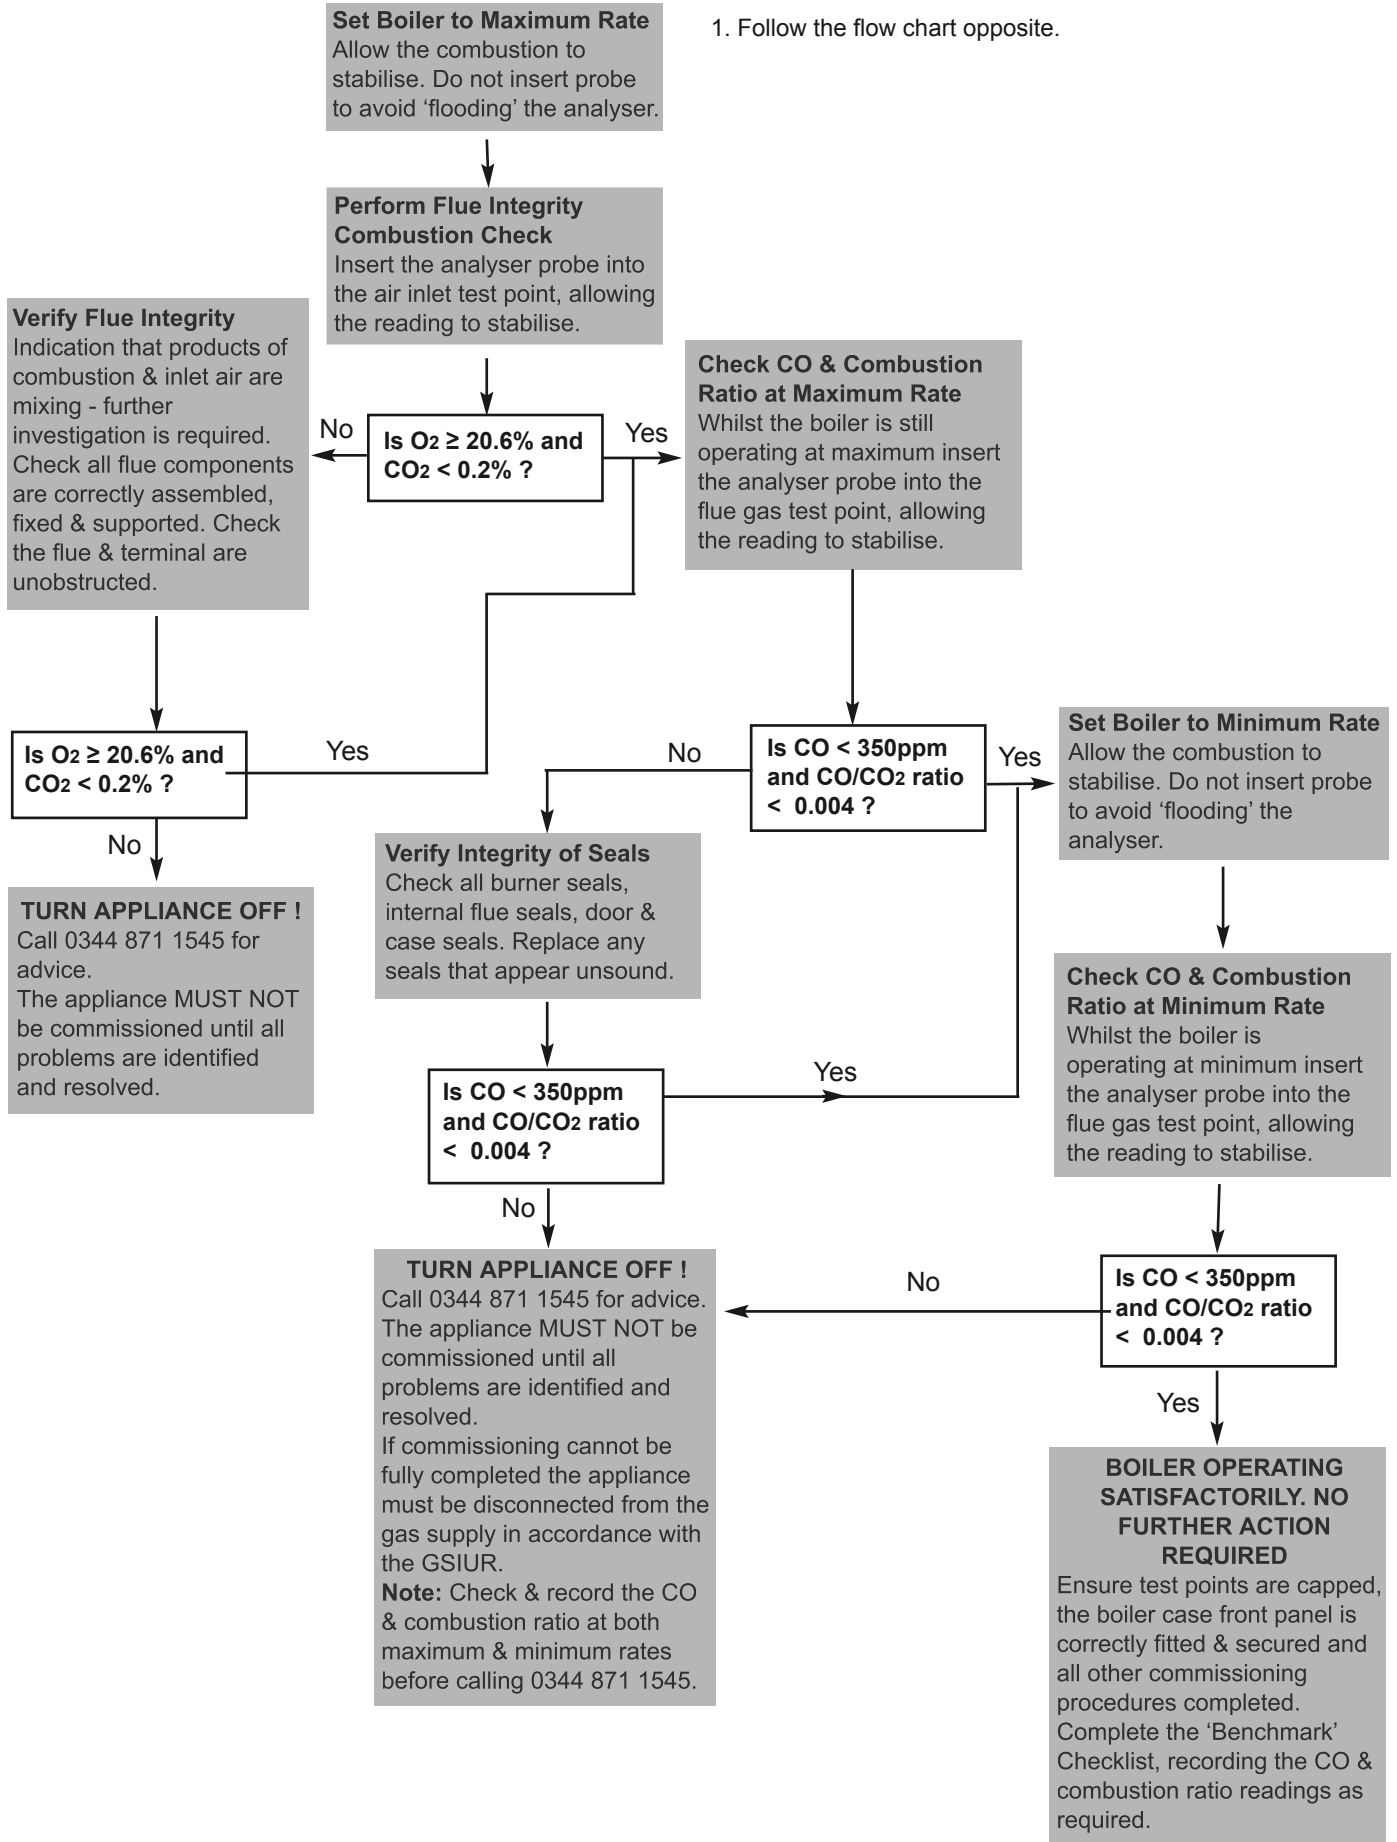 Set Boiler to Maximum Rate
Allow the combustion to
stabilise. Do not insert probe
to avoid ‘flooding’ the analyser.
1. Follow the flow chart opposite.
Perform Flue Integrity
Combustion Check
Insert the analyser probe into
the air inlet test point, allowing
the reading to stabilise.
Verify Flue Integrity
Indication that products of
combustion & inlet air are
mixing - further
investigation is required.
Check all flue components
are correctly assembled,
fixed & supported. Check
the flue & terminal are
unobstructed.
No
Is O2 ≥ 20.6% and
CO2 < 0.2% ?
Yes
Check CO & Combustion
Ratio at Maximum Rate
Whilst the boiler is still
operating at maximum insert
the analyser probe into the
flue gas test point, allowing
the reading to stabilise.
Is O2 ≥ 20.6% and
CO2 < 0.2% ?
Yes
No
TURN APPLIANCE OFF !
Call 0344 871 1545 for
advice.
The appliance MUST NOT
be commissioned until all
problems are identified
and resolved.
No
Is CO < 350ppm
and CO/CO2 ratio
< 0.004 ?
Yes
Set Boiler to Minimum Rate
Allow the combustion to
stabilise. Do not insert probe
to avoid ‘flooding’ the
analyser.
Verify Integrity of Seals
Check all burner seals,
internal flue seals, door &
case seals. Replace any
seals that appear unsound.
Check CO & Combustion
Ratio at Minimum Rate
Whilst the boiler is
operating at minimum insert
the analyser probe into the
flue gas test point, allowing
the reading to stabilise.
Is CO < 350ppm
and CO/CO2 ratio
< 0.004 ?
Yes
No
TURN APPLIANCE OFF !
Call 0344 871 1545 for advice.
The appliance MUST NOT be
commissioned until all
problems are identified and
resolved.
If commissioning cannot be
fully completed the appliance
must be disconnected from the
gas supply in accordance with
the GSIUR.
Note: Check & record the CO
& combustion ratio at both
maximum & minimum rates
before calling 0344 871 1545.
No
Is CO < 350ppm
and CO/CO2 ratio
< 0.004 ?
Yes
BOILER OPERATING
SATISFACTORILY. NO
FURTHER ACTION
REQUIRED
Ensure test points are capped,
the boiler case front panel is
correctly fitted & secured and
all other commissioning
procedures completed.
Complete the ‘Benchmark’
Checklist, recording the CO &
combustion ratio readings as
required.